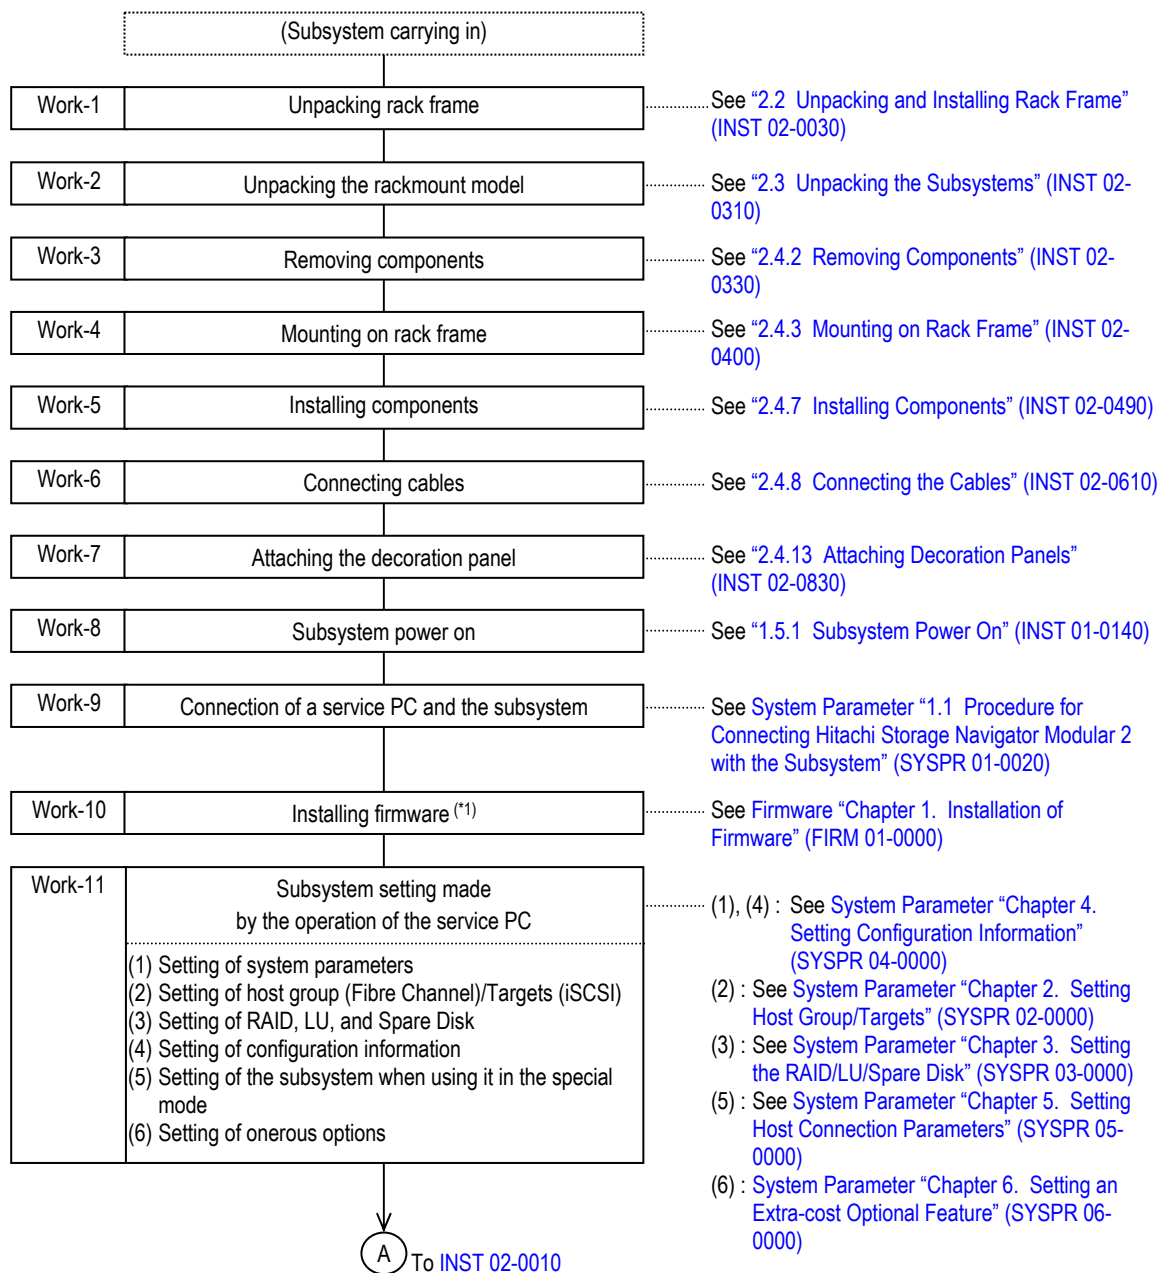 (Subsystem carrying in)
Work-1 Unpacking rack frame See “2.2 Unpacking and Installing Rack Frame”
(INST 02-0030)
Work-2 Unpacking the rackmount model See “2.3 Unpacking the Subsystems” (INST 02-
0310)
Work-3 Removing components See “2.4.2 Removing Components” (INST 02-
0330)
Work-4 Mounting on rack frame See “2.4.3 Mounting on Rack Frame” (INST 02-
0400)
Work-5 Installing components See “2.4.7 Installing Components” (INST 02-0490)
Work-6 Connecting cables See “2.4.8 Connecting the Cables” (INST 02-0610)
Work-7 Attaching the decoration panel See “2.4.13 Attaching Decoration Panels”
(INST 02-0830)
Work-8 Subsystem power on See “1.5.1 Subsystem Power On” (INST 01-0140)
Work-9 Connection of a service PC and the subsystem See System Parameter “1.1 Procedure for
Connecting Hitachi Storage Navigator Modular 2
with the Subsystem” (SYSPR 01-0020)
Work-10 Installing firmware (*1) See Firmware “Chapter 1. Installation of
Firmware” (FIRM 01-0000)
Work-11 Subsystem setting made
by the operation of the service PC
(1) Setting of system parameters
(2) Setting of host group (Fibre Channel)/Targets (iSCSI)
(3) Setting of RAID, LU, and Spare Disk
(4) Setting of configuration information
(5) Setting of the subsystem when using it in the special
mode
(6) Setting of onerous options
(1), (4) : See System Parameter “Chapter 4.
Setting Configuration Information”
(SYSPR 04-0000)
(2) : See System Parameter “Chapter 2. Setting
Host Group/Targets” (SYSPR 02-0000)
(3) : See System Parameter “Chapter 3. Setting
the RAID/LU/Spare Disk” (SYSPR 03-0000)
(5) : See System Parameter “Chapter 5. Setting
Host Connection Parameters” (SYSPR 05-
0000)
(6) : System Parameter “Chapter 6. Setting an
Extra-cost Optional Feature” (SYSPR 06-
0000)
A To INST 02-0010